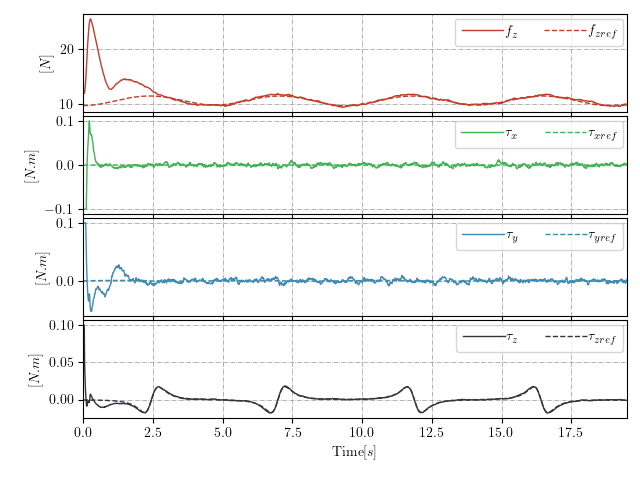 f_z f_zref
20
10
[N]
τ_x τ_xref
0.1
0.0
−0.1
[N.m]
τ_y τ_yref
0.1
0.0
[N.m]
τ_z τ_zref
0.10
0.05
0.00
[N.m]
0.0 2.5 5.0 7.5 10.0 12.5 15.0 17.5
Time[s]